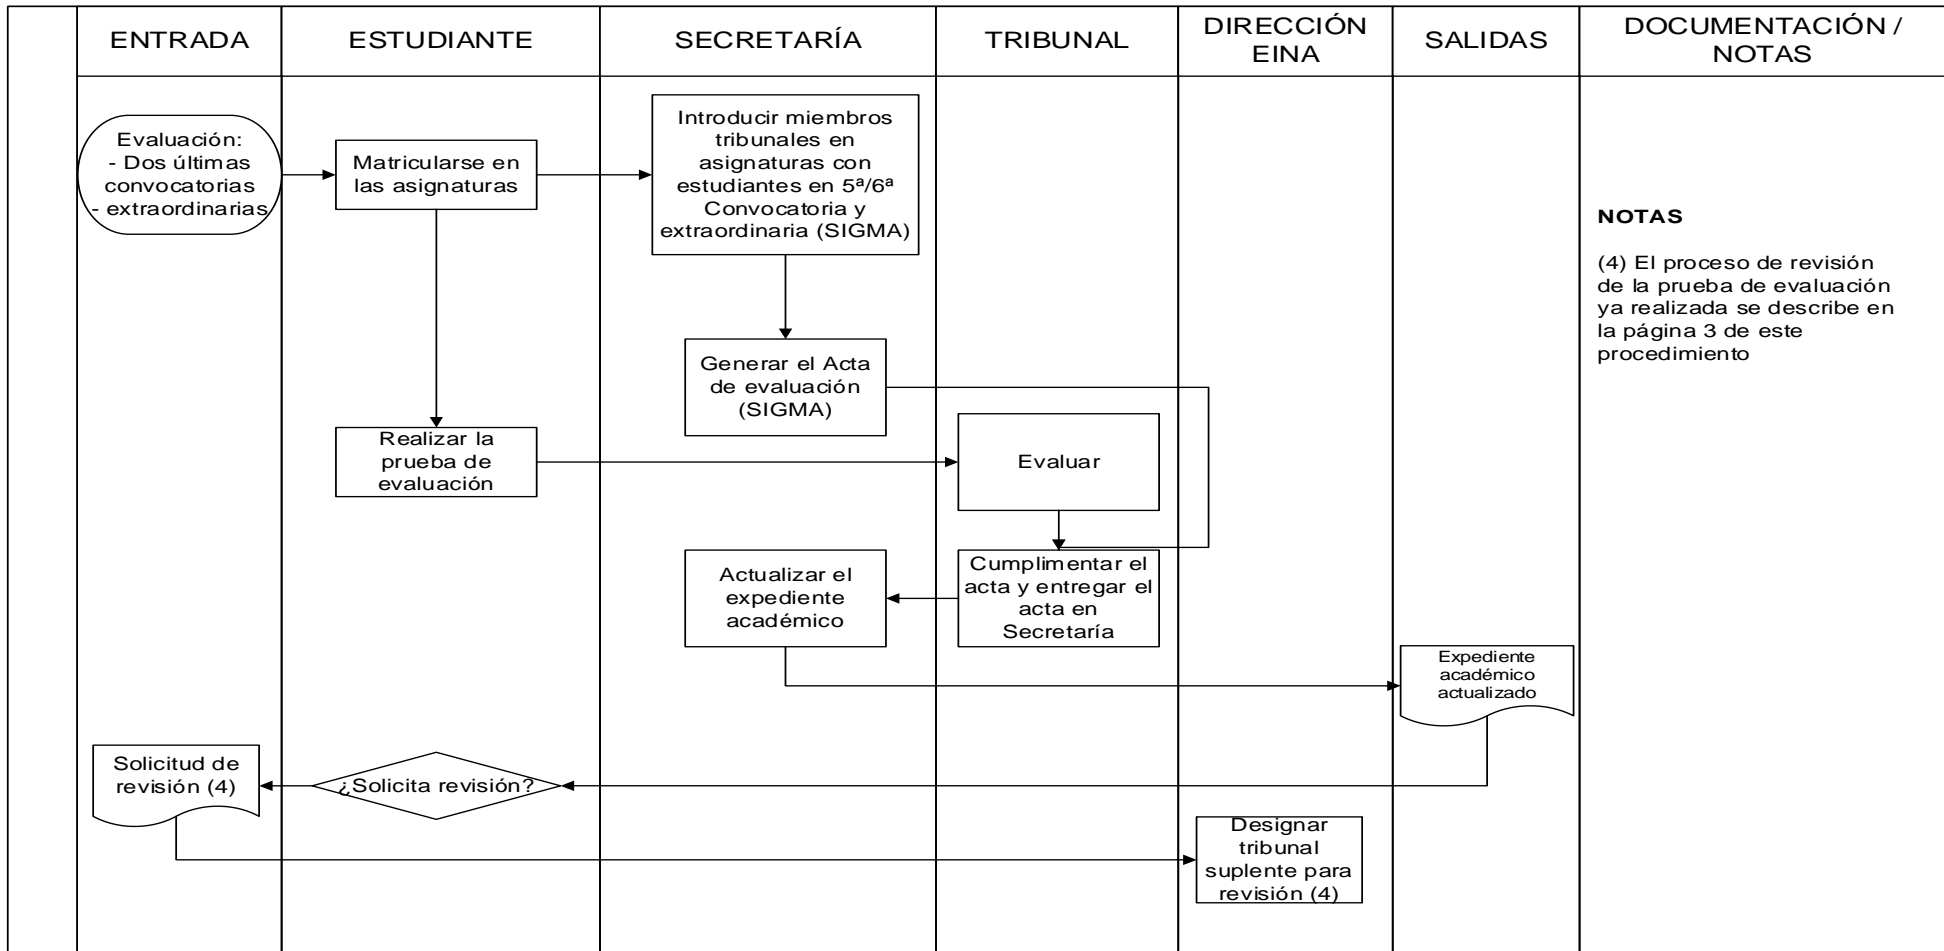 ENTRADA
ESTUDIANTE
SECRETARÍA
TRIBUNAL
DIRECCIÓN
EINA
SALIDAS
DOCUMENTACIÓN /
NOTAS
Evaluación:
- Dos últimas
convocatorias
- extraordinarias
Matricularse en
las asignaturas
Introducir miembros
tribunales en
asignaturas con
estudiantes en 5ª/6ª
Convocatoria y
extraordinaria (SIGMA)
NOTAS
(4) El proceso de revisión
de la prueba de evaluación
ya realizada se describe en
la página 3 de este
procedimiento
Generar el Acta
de evaluación
(SIGMA)
Realizar la
prueba de
evaluación
Evaluar
Actualizar el
expediente
académico
Cumplimentar el
acta y entregar el
acta en
Secretaría
Expediente
académico
actualizado
Solicitud de
revisión (4)
¿Solicita revisión?
Designar
tribunal
suplente para
revisión (4)